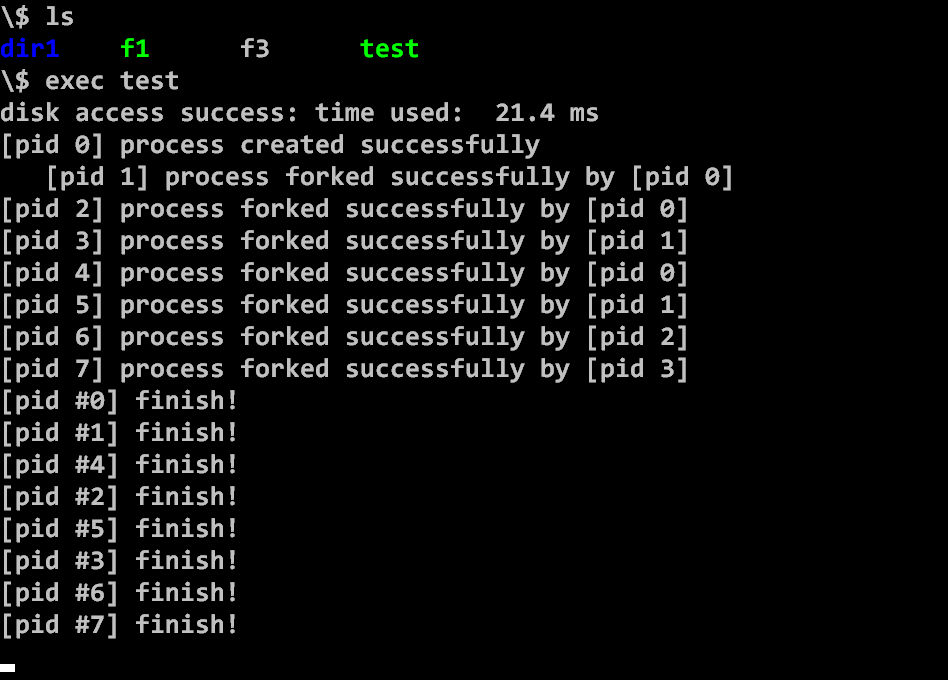 \$ ls
dir1    f1      f3      test
\$ exec test
disk access success: time used:  21.4 ms
[pid 0] process created successfully
   [pid 1] process forked successfully by [pid 0]
[pid 2] process forked successfully by [pid 0]
[pid 3] process forked successfully by [pid 1]
[pid 4] process forked successfully by [pid 0]
[pid 5] process forked successfully by [pid 1]
[pid 6] process forked successfully by [pid 2]
[pid 7] process forked successfully by [pid 3]
[pid #0] finish!
[pid #1] finish!
[pid #4] finish!
[pid #2] finish!
[pid #5] finish!
[pid #3] finish!
[pid #6] finish!
[pid #7] finish!